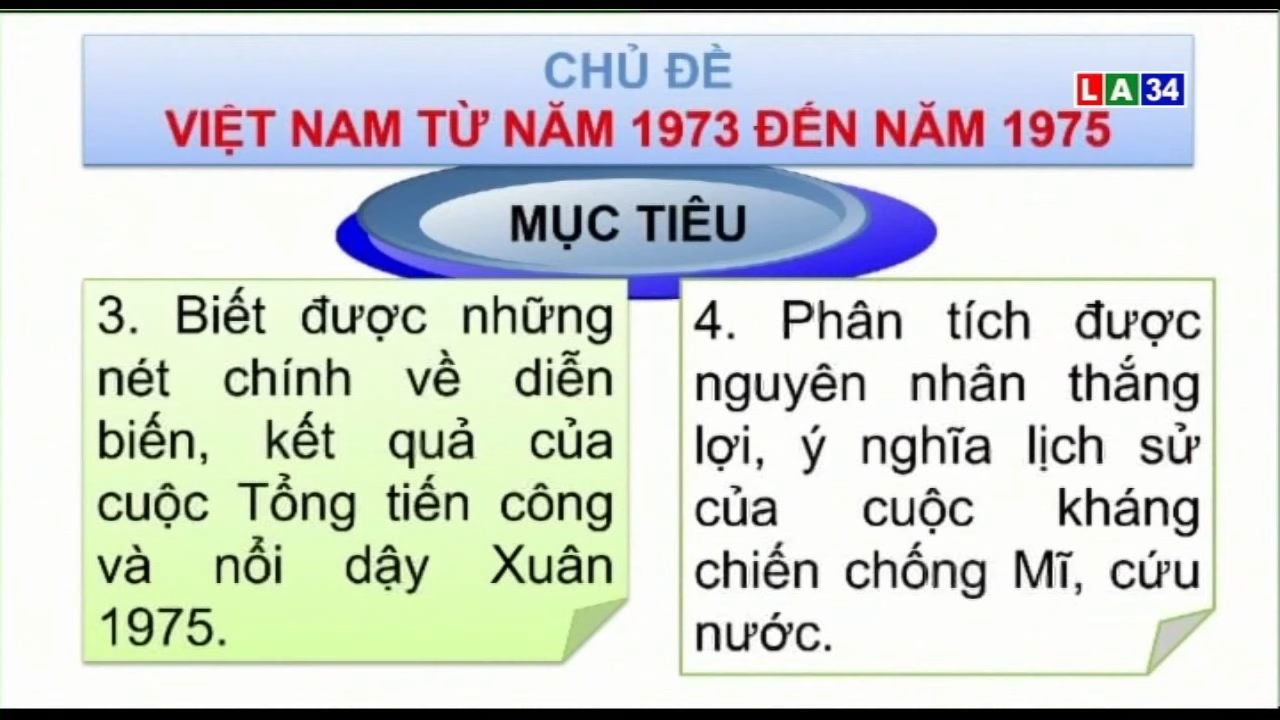 CHỦ ĐỀ
LA34
VIỆT NAM TỪ NĂM 1973 ĐẾN NĂM 1975
MỤC TIÊU
3. Biết được những
nét chính về diễn
biến, kết quả của
cuộc Tổng tiến công
và nổi dậy Xuân
1975.
4. Phân tích được
nguyên nhân thắng
lợi, ý nghĩa lịch sử
của cuộc kháng
chiến chống Mĩ, cứu
nước.